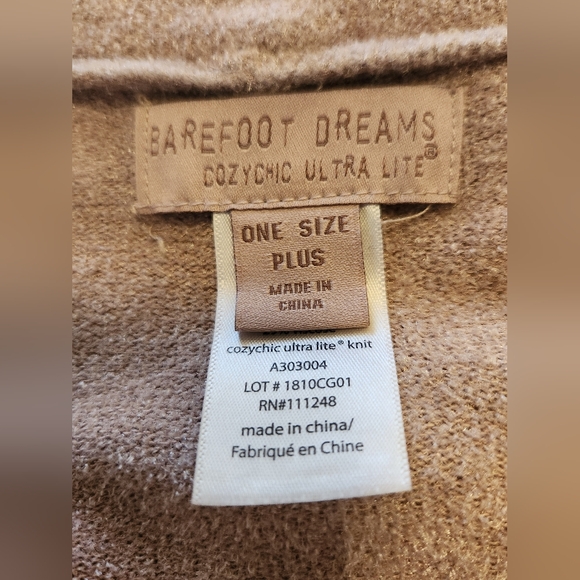 BAREFOOT DREAMS
COZYCHIC ULTRA LITE®
ONE SIZE
PLUS
MADE IN
CHINA
cozychic ultra lite® knit
A303004
LOT # 1810CG01
RN#111248
made in china/
Fabriqué en Chine